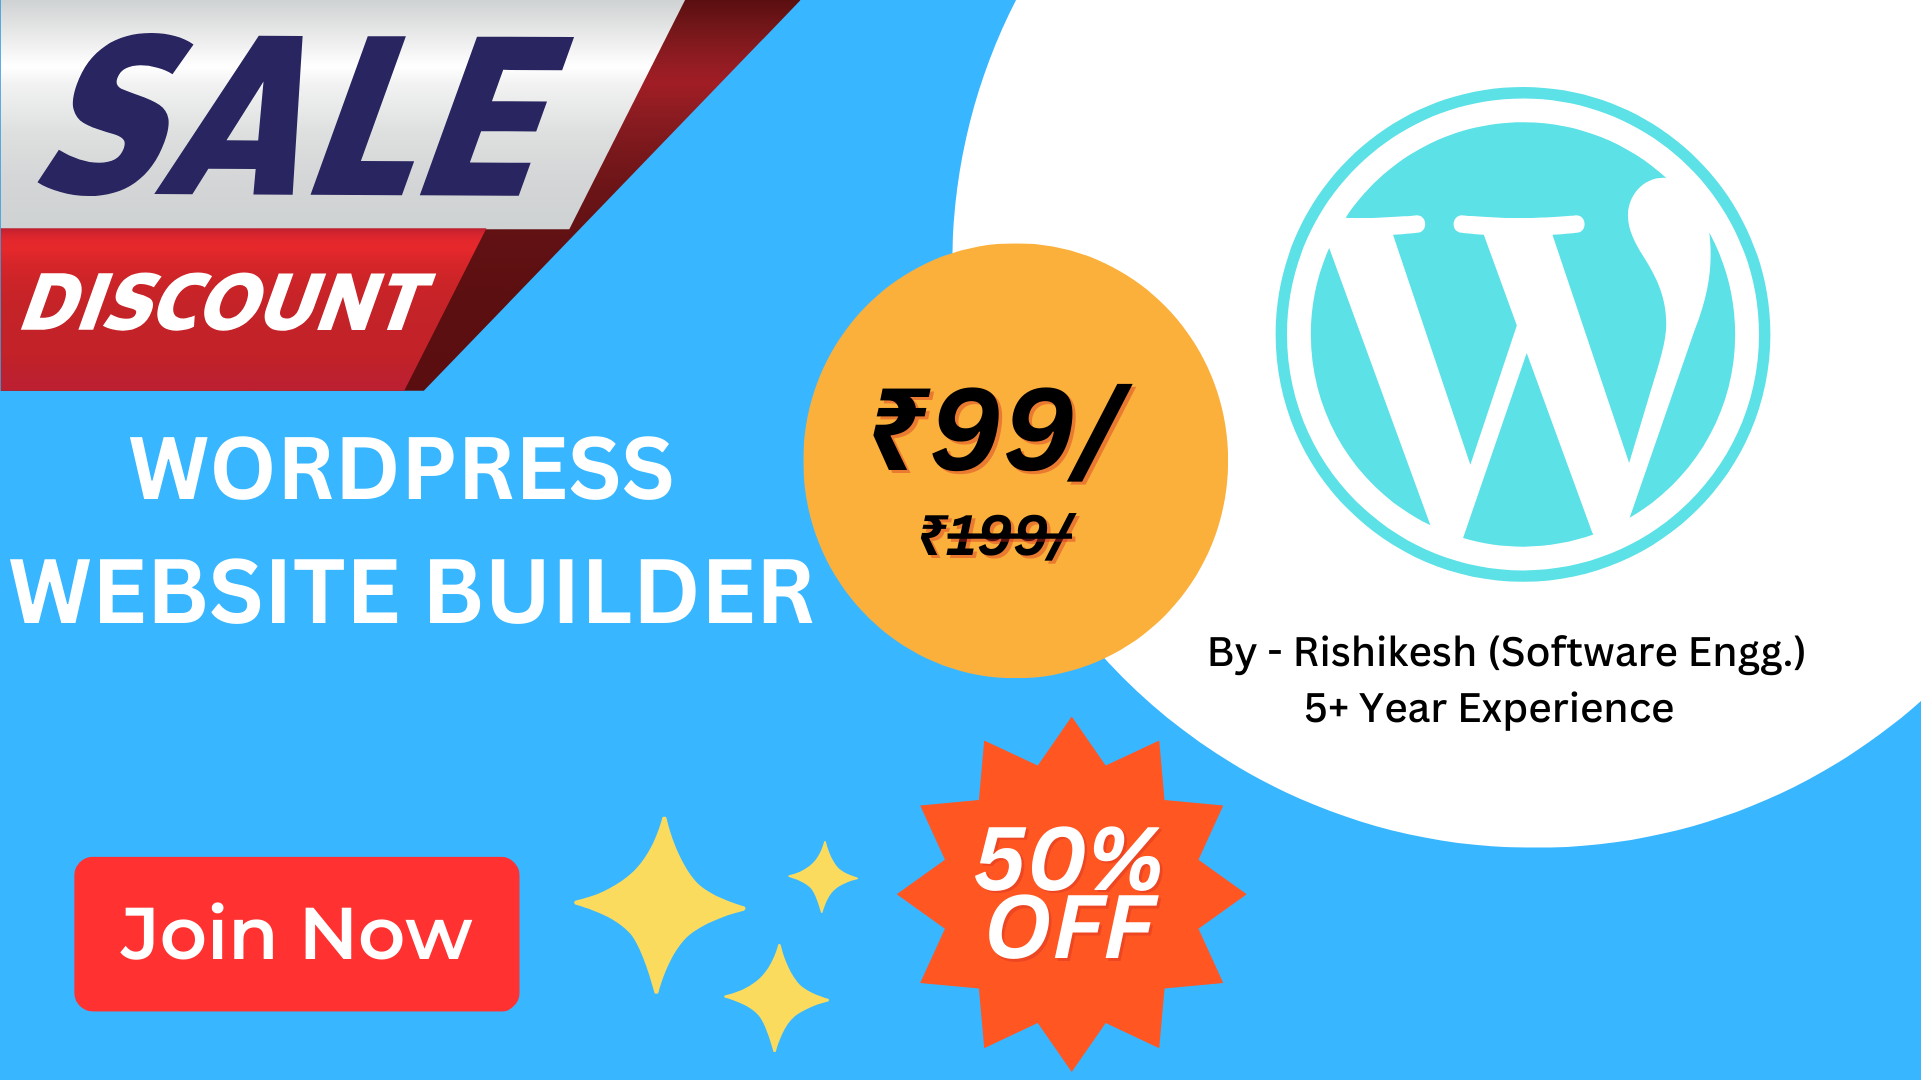 SALE
DISCOUNT
WORDPRESS
WEBSITE BUILDER
₹99/
₹199/
By - Rishikesh (Software Engg.)
5+ Year Experience
50%
OFF
Join Now